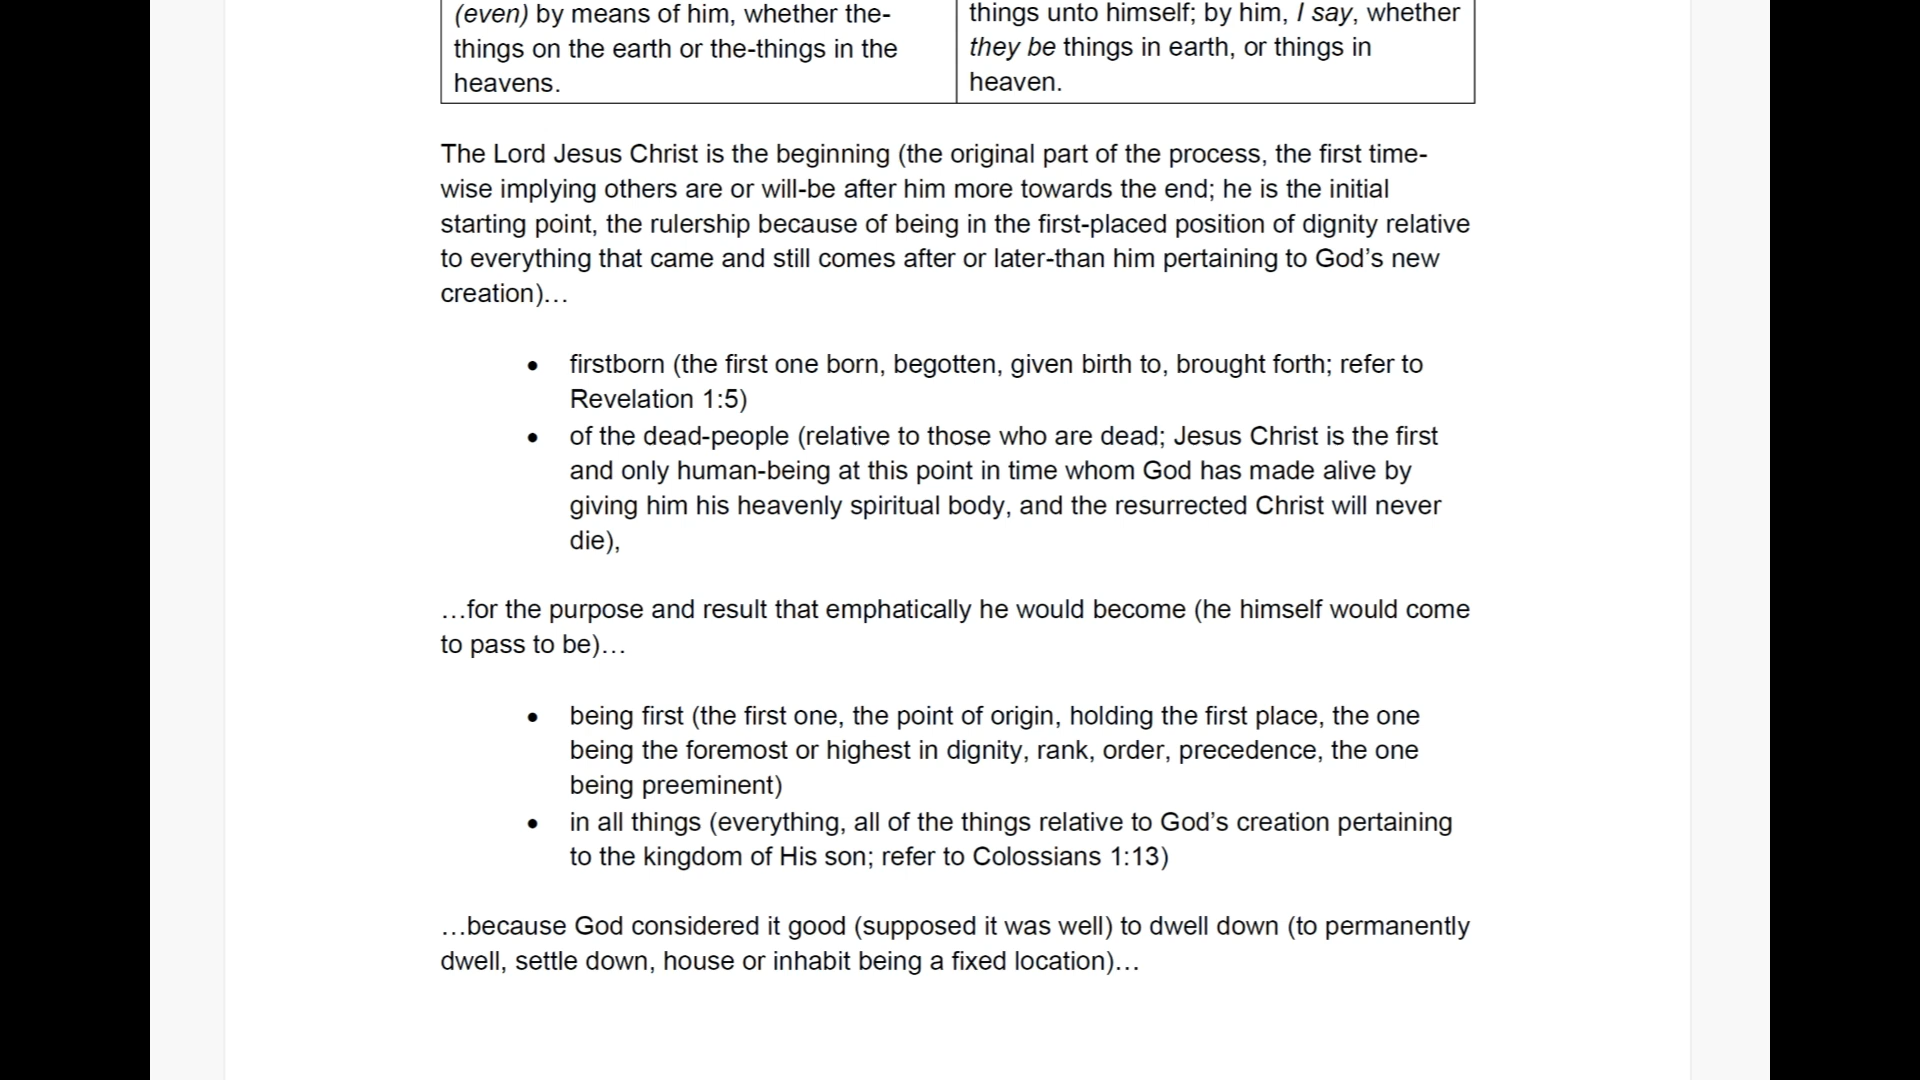 (even) by means of him, whether the-
things on the earth or the-things in the
heavens.
things unto himself; by him, I say, whether
they be things in earth, or things in
heaven.
The Lord Jesus Christ is the beginning (the original part of the process, the first time-
wise implying others are or will-be after him more towards the end; he is the initial
starting point, the rulership because of being in the first-placed position of dignity relative
to everything that came and still comes after or later-than him pertaining to God’s new
creation)…
• firstborn (the first one born, begotten, given birth to, brought forth; refer to
Revelation 1:5)
• of the dead-people (relative to those who are dead; Jesus Christ is the first
and only human-being at this point in time whom God has made alive by
giving him his heavenly spiritual body, and the resurrected Christ will never
die),
…for the purpose and result that emphatically he would become (he himself would come
to pass to be)…
• being first (the first one, the point of origin, holding the first place, the one
being the foremost or highest in dignity, rank, order, precedence, the one
being preeminent)
• in all things (everything, all of the things relative to God’s creation pertaining
to the kingdom of His son; refer to Colossians 1:13)
…because God considered it good (supposed it was well) to dwell down (to permanently
dwell, settle down, house or inhabit being a fixed location)…